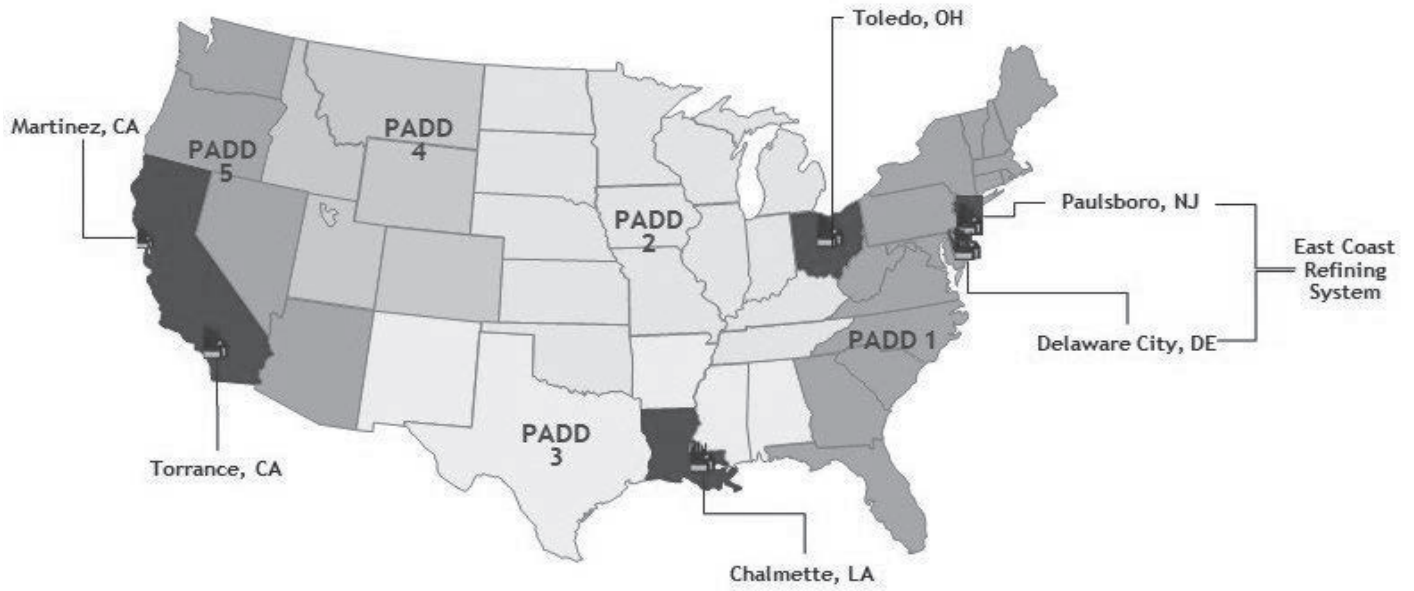 Toledo, OH
Martinez, CA
PADD
4
PADD
5
Paulsboro, NJ
PADD
2
East Coast
Refining
System
PADD 1
Delaware City, DE
PADD
3
Torrance, CA
Chalmette, LA